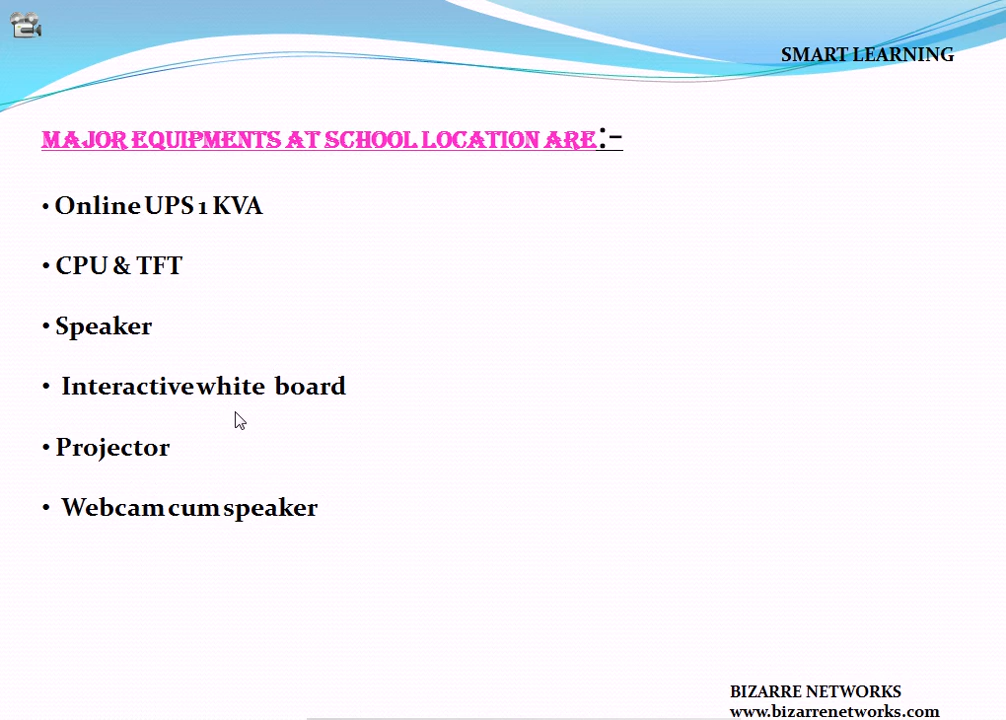 SMART LEARNING
MAJOR EQUIPMENTS AT SCHOOL LOCATION ARE:-
• Online UPS 1 KVA
• CPU & TFT
• Speaker
• Interactive white board
• Projector
• Webcam cum speaker
BIZARRE NETWORKS
www.bizarrenetworks.com